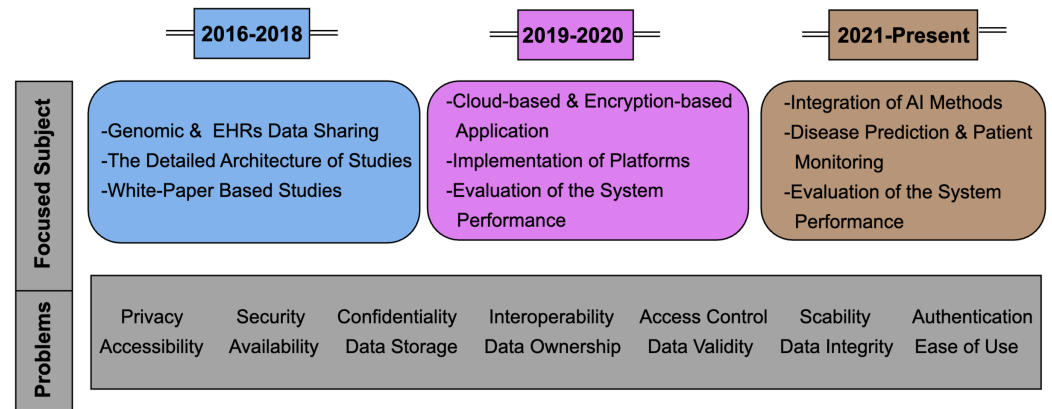 2016-2018
2019-2020
2021-Present
Focused Subject
-Genomic & EHRs Data Sharing
-The Detailed Architecture of Studies
-White-Paper Based Studies
-Cloud-based & Encryption-based
Application
-Implementation of Platforms
-Evaluation of the System
Performance
-Integration of AI Methods
-Disease Prediction & Patient
Monitoring
-Evaluation of the System
Performance
Problems
Privacy Security Confidentiality Interoperability Access Control Scability Authentication
Accessibility Availability Data Storage Data Ownership Data Validity Data Integrity Ease of Use